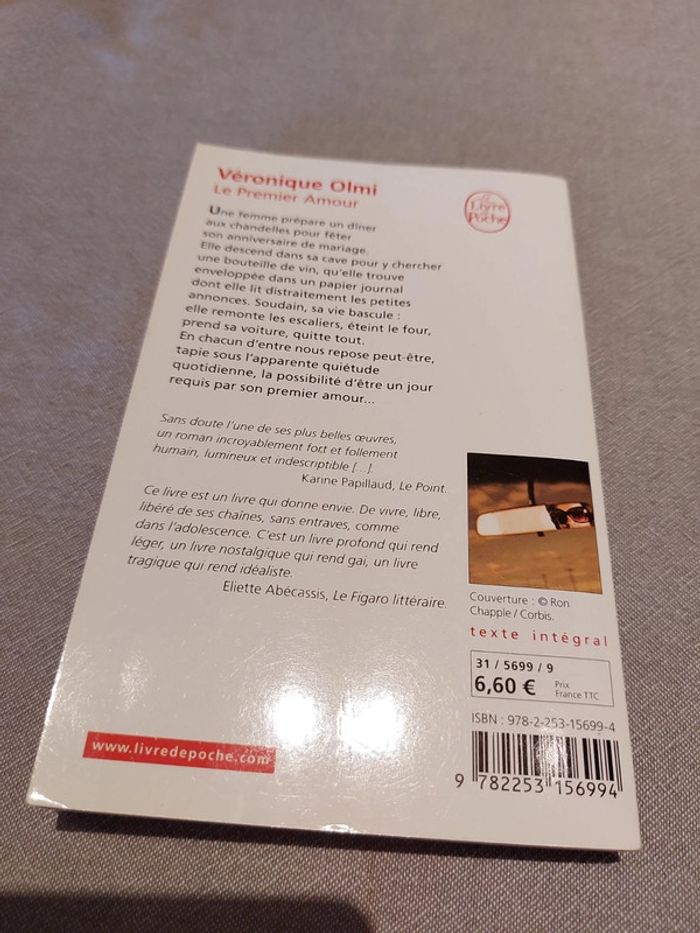 Véronique Olmi
Le Premier Amour
Le
Livre
de
Poche
Une femme prépare un dîner
aux chandelles pour fêter
son anniversaire de mariage.
Elle descend dans sa cave pour y chercher
une bouteille de vin, qu'elle trouve
enveloppée dans un papier journal
dont elle lit distraitement les petites
annonces. Soudain, sa vie bascule :
elle remonte les escaliers, éteint le four,
prend sa voiture, quitte tout.
En chacun d'entre nous repose peut-être,
tapie sous l'apparente quiétude
quotidienne, la possibilité d'être un jour
requis par son premier amour...
Sans doute l'une de ses plus belles œuvres,
un roman incroyablement fort et follement
humain, lumineux et indescriptible [...].
Karine Papillaud, Le Point.
Ce livre est un livre qui donne envie. De vivre, libre,
libéré de ses chaînes, sans entraves, comme
dans l'adolescence. C'est un livre profond qui rend
léger, un livre nostalgique qui rend gai, un livre
tragique qui rend idéaliste.
Eliette Abécassis, Le Figaro littéraire.
Couverture : © Ron
Chapple / Corbis.
texte intégral
31 / 5699 / 9
6,60 €
Prix
France TTC
ISBN : 978-2-253-15699-4
9 782253 156994
www.livredepoche.com